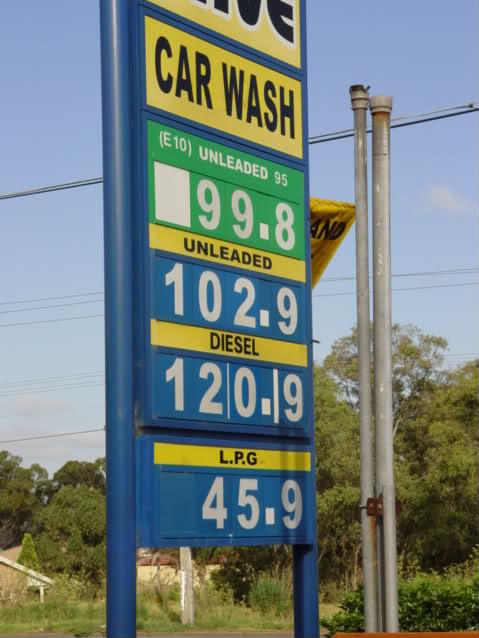 CAR WASH
(E10) UNLEADED 95
99.8
UNLEADED
102.9
DIESEL
120.9
L.P.G
45.9